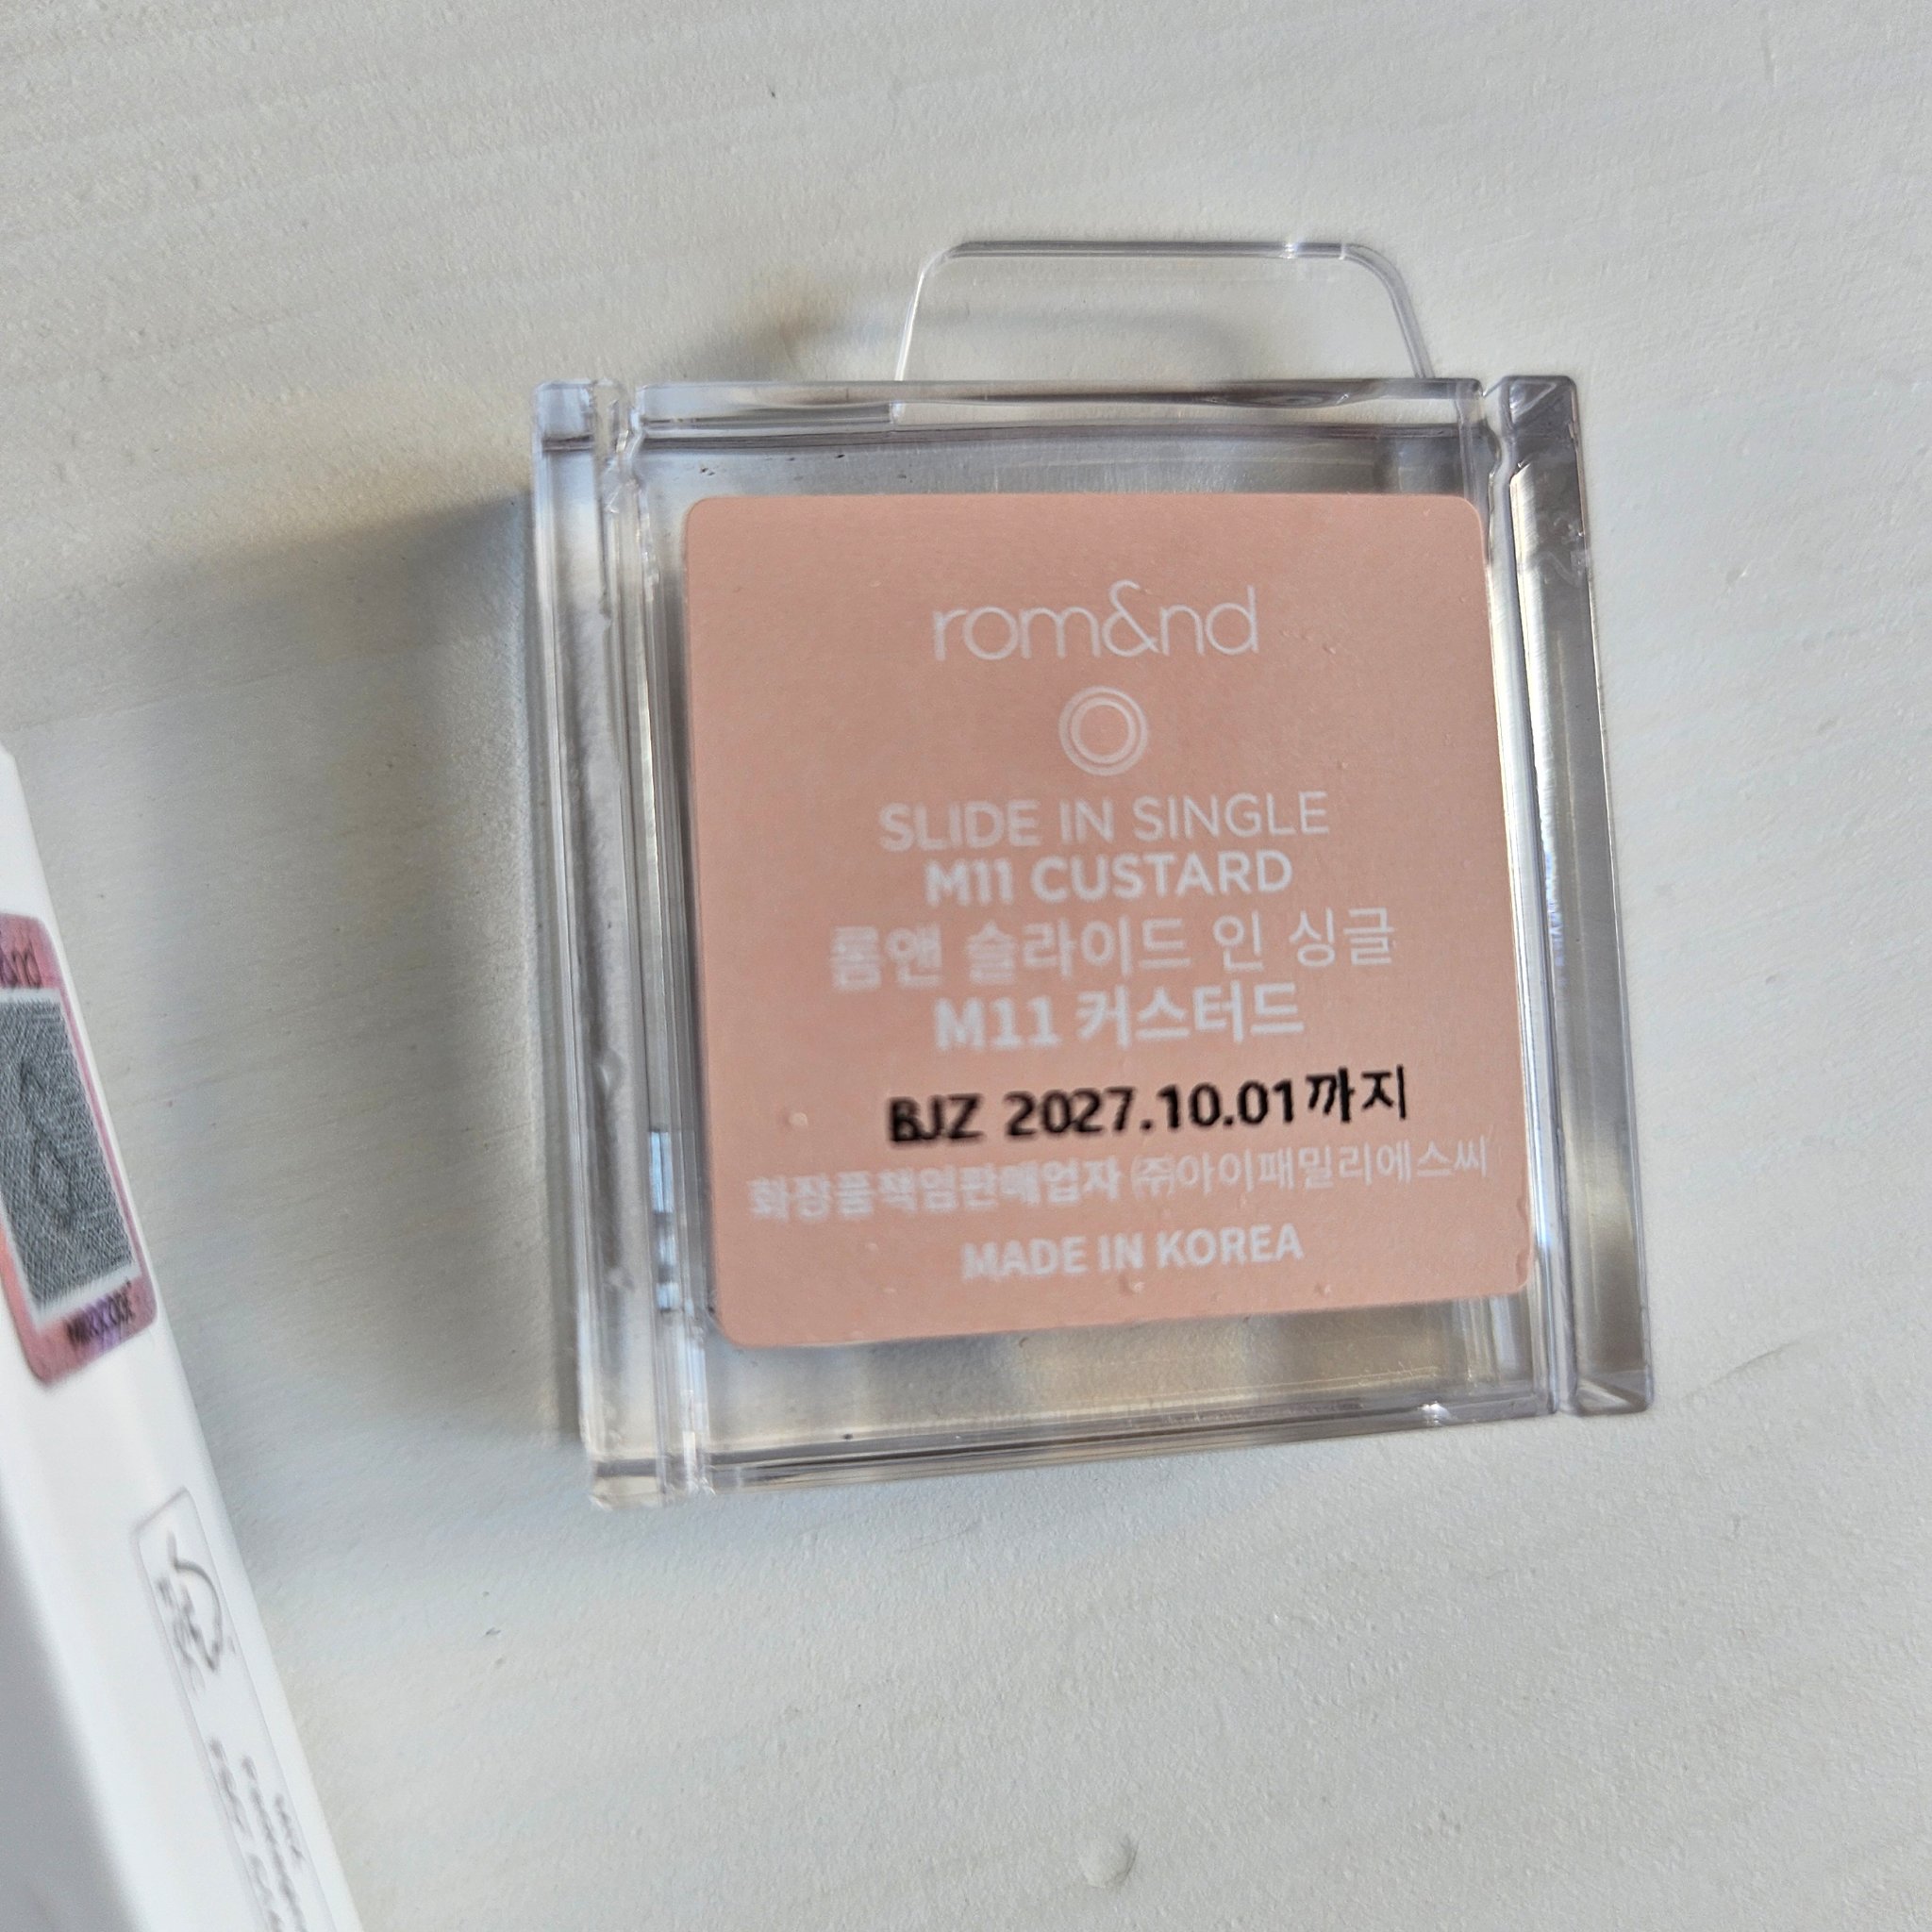 rom&nd
SLIDE IN SINGLE
M11 CUSTARD
롬앤 슬라이드 인 싱글
M11 커스터드
BJZ 2027.10.01까지
화장품책임판매업자 ㈜아이패밀리에스씨
MADE IN KOREA
&nd